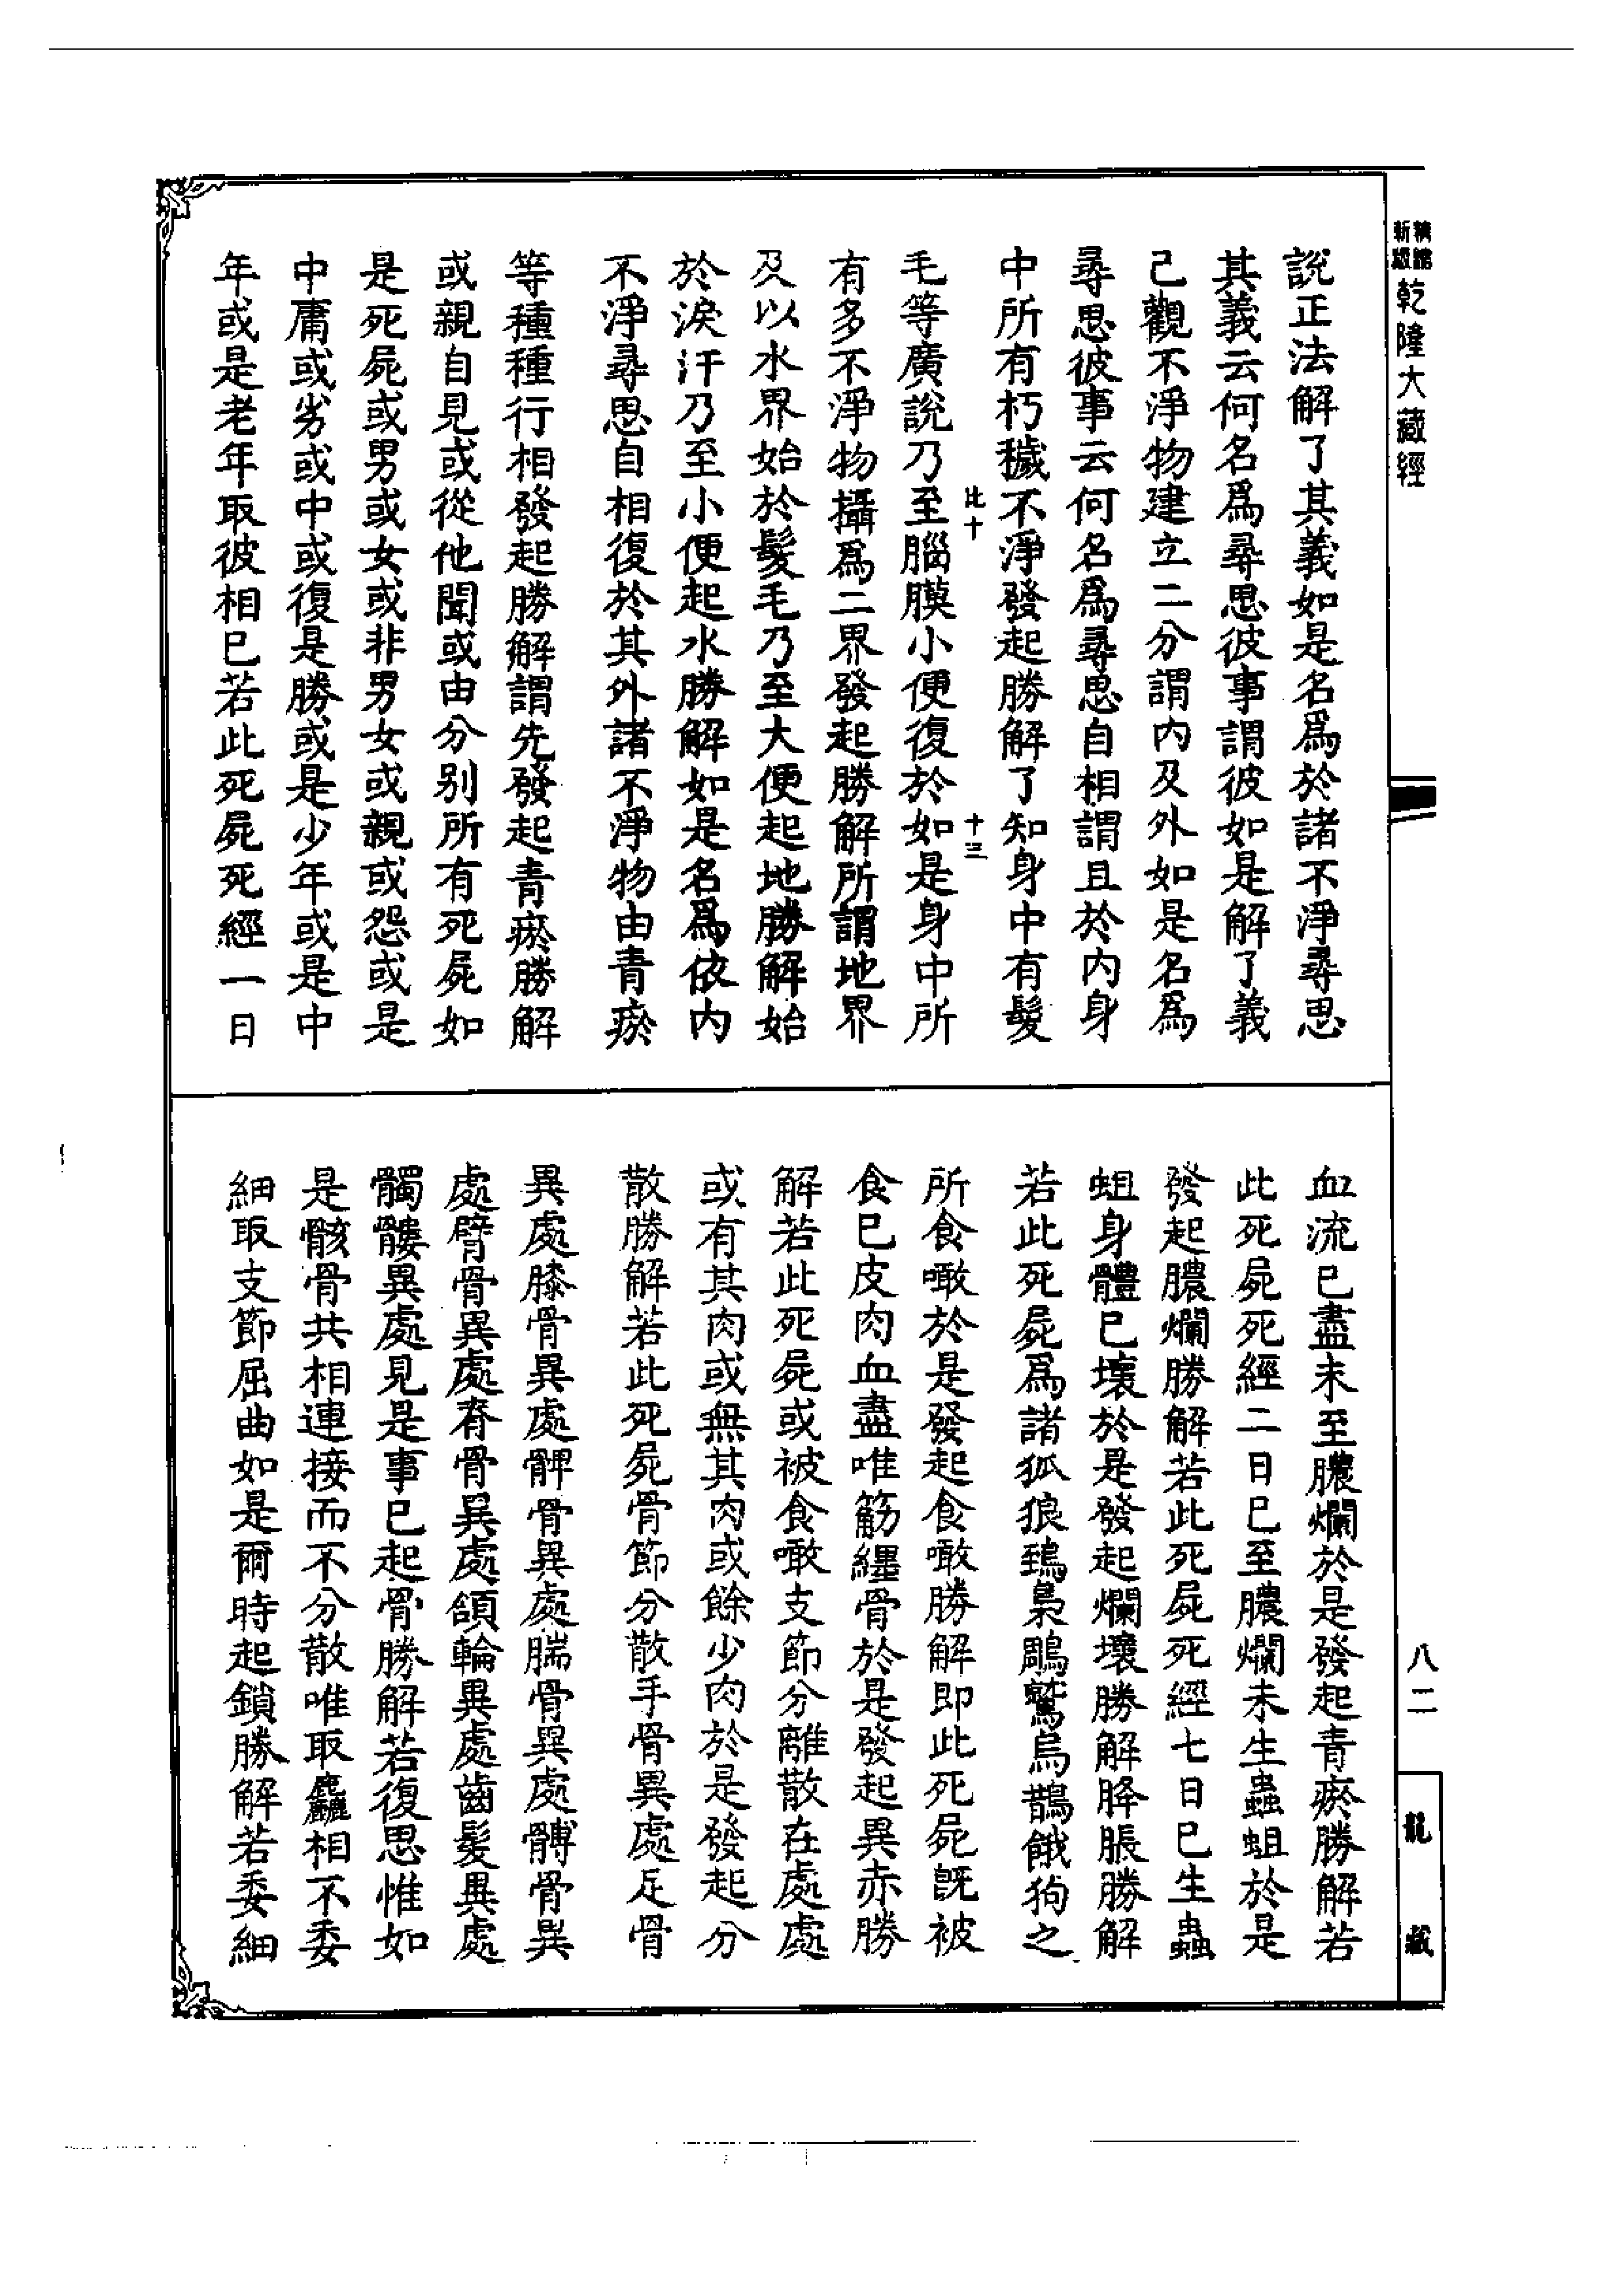 新編縮版乾隆大藏經
說正法解了其義如是名爲於諸不淨尋思
其義云何名爲尋思彼事謂彼如是解了義
己觀不淨物建立二分謂內及外如是名爲
尋思彼事云何名爲尋思自相謂且於內身
中所有朽穢不淨發起勝解了知身中有髮
比十
十三
毛等廣說乃至腦膜小便復於如是身中所
有多不淨物攝爲二界發起勝解所謂地界
及以水界始於髮毛乃至大便起地勝解始
於淚汗乃至小便起水勝解如是名爲依內
不淨尋思自相復於其外諸不淨物由青瘀
等種種行相發起勝解謂先發起青瘀勝解
或親自見或從他聞或由分別所有死屍如
是死屍或男或女或非男女或親或怨或是
中庸或劣或中或復是勝或是少年或是中
年或是老年取彼相已若此死屍死經一日
血流已盡未至膿爛於是發起青瘀勝解若
此死屍死經二日已至膿爛未生蟲蛆於是
發起膿爛勝解若此死屍死經七日已生蟲
蛆身體已壞於是發起爛壞勝解膖脹勝解
若此死屍爲諸狐狼鵄梟鵰鷲烏鵲餓狗之
所食噉於是發起食噉勝解即此死屍既被
食已皮肉血盡唯筋纏骨於是發起異赤勝
解若此死屍或被食噉支節分離散在處處
或有其肉或無其肉或餘少肉於是發起分
散勝解若此死屍骨節分散手骨異處足骨
異處膝骨異處髀骨異處腨骨異處髆骨異
處臂骨異處脊骨異處頷輪異處齒髮異處
髑髏異處見是事已起骨勝解若復思惟如
是骸骨共相連接而不分散唯取麤相不委
細取支節屈曲如是爾時起鎖勝解若委細
八二
龍藏